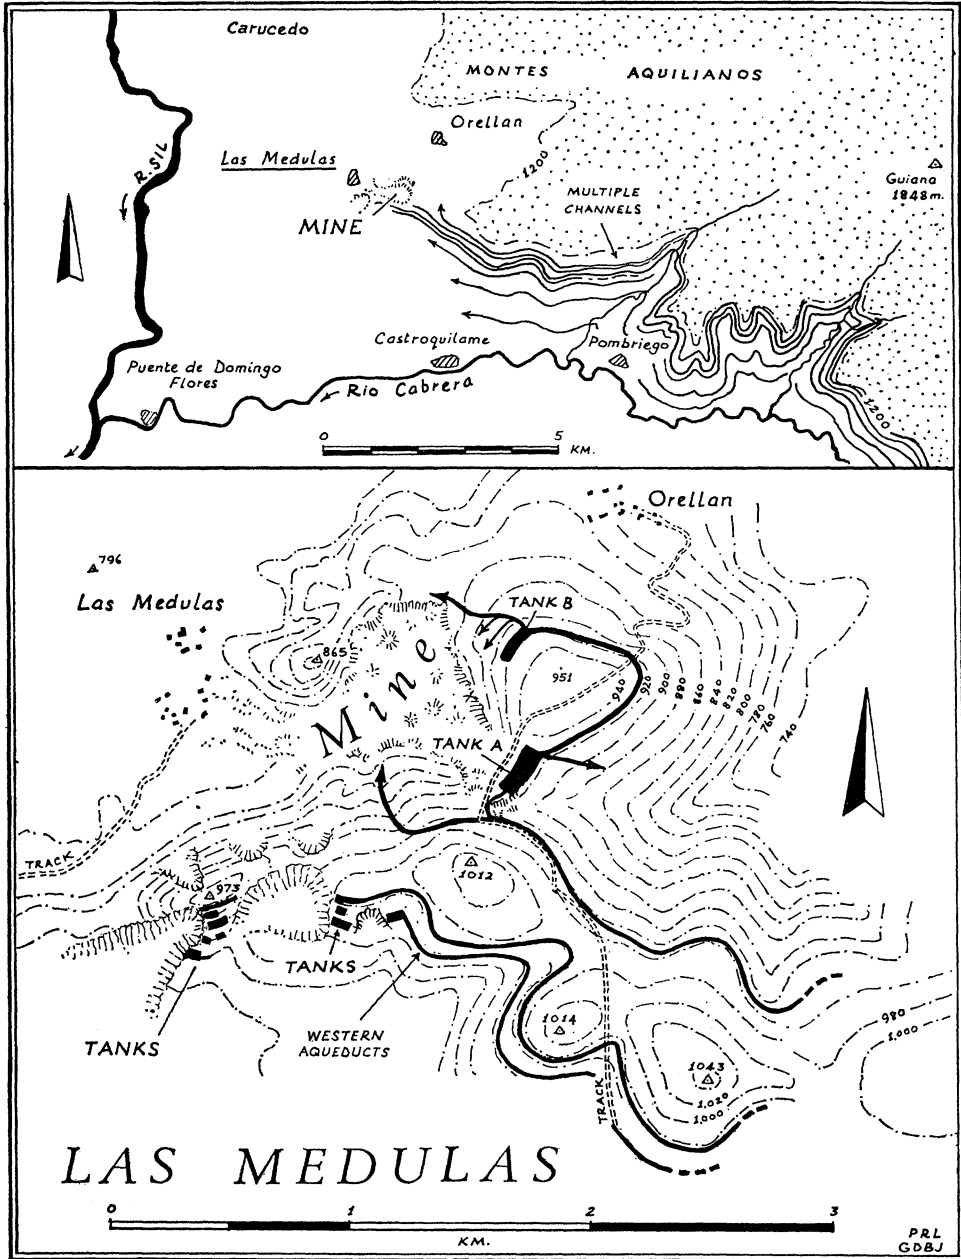 Carucedo
MONTES AQUILIANOS
Orellan
R. SIL
Las Medulas
1200
Guiana
1848m.
MULTIPLE
CHANNELS
MINE
Castroquilame
Pombriego
Puente de Domingo
Flores
Rio Cabrera
1200
0 5 KM.
Orellan
796
Las Medulas
TANK B
865
Mine
951
940
920
900
880
860
840
820
800
780
760
740
TANK A
TRACK
1012
973
TANKS
1014
980
1,000
WESTERN
AQUEDUCTS
TANKS
1043
1,020
1,000
TRACK
LAS MEDULAS
0 1 2 3
KM.
PRL
GDBJ